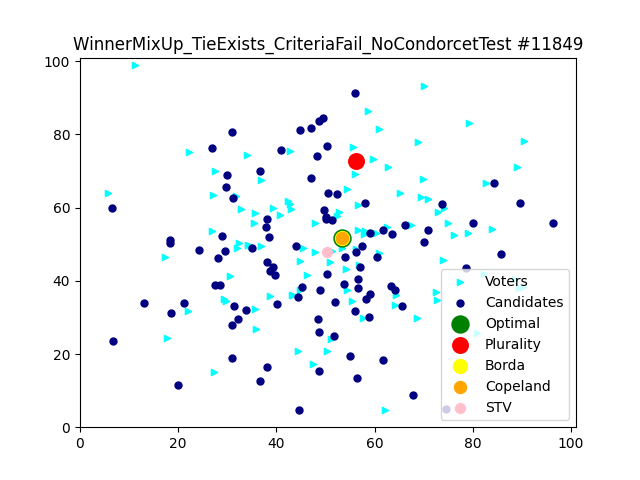 WinnerMixUp_TieExists_CriteriaFail_NoCondorcetTest #11849
100
80
60
40
20
0
0
20
40
60
80
100
Voters
Candidates
Optimal
Plurality
Borda
Copeland
STV